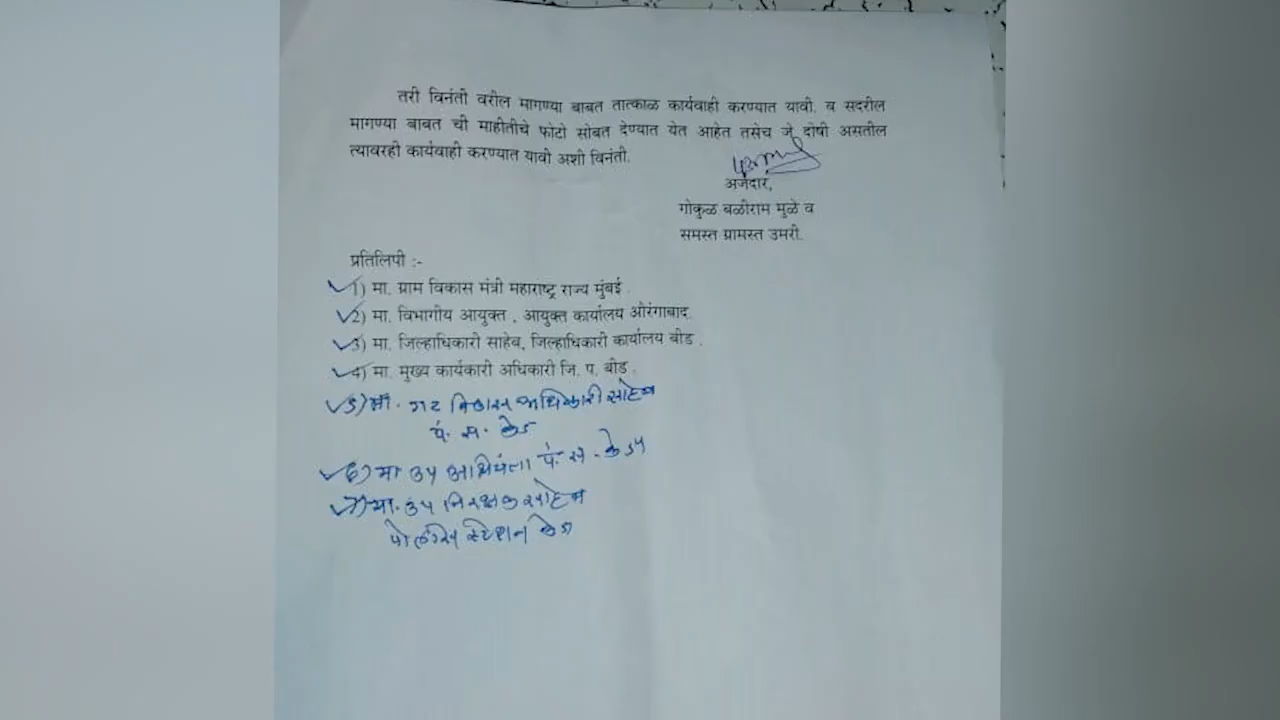 तरी विनंती वरील मागण्या बाबत तात्काळ कार्यवाही करण्यात यावी. व सदरील
मागण्या बाबत ची माहीतीचे फोटो सोबत देण्यात येत आहेत तसेच जे दोषी असतील
त्यावरही कार्यवाही करण्यात यावी अशी विनंती.
अर्जदार,
गोकुळ बळीराम मुळे व
समस्त ग्रामस्त उमरी.
प्रतिलिपी :-
1) मा. ग्राम विकास मंत्री महाराष्ट्र राज्य मुंबई .
2) मा. विभागीय आयुक्त , आयुक्त कार्यालय औरंगाबाद.
3) मा. जिल्हाधिकारी साहेब, जिल्हाधिकारी कार्यालय बीड .
4) मा. मुख्य कार्यकारी अधिकारी जि. प. बीड .
5) मा. गट विकास अधिकारी साहेब
पं. स. केज
6) मा उप अभियंता पं. स. केज
7) मा. उप निरक्षक साहेब
पोलीस स्टेशन केज